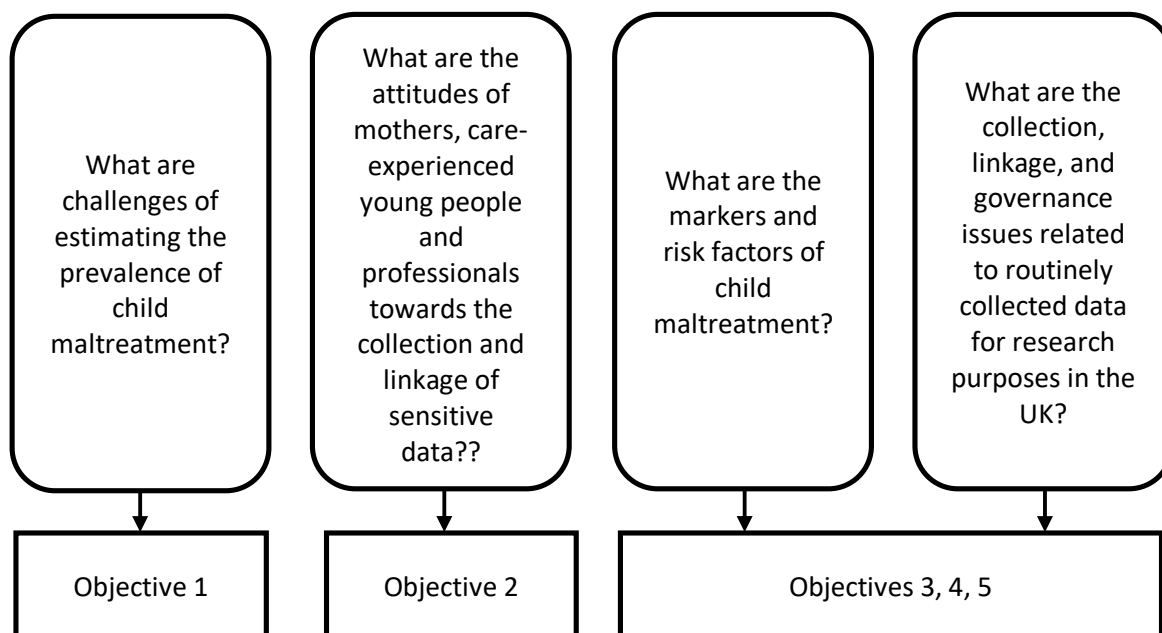 What are
challenges of
estimating the
prevalence of
child
maltreatment?
What are the
attitudes of
mothers, care-
experienced
young people
and
professionals
towards the
collection and
linkage of
sensitive
data??
What are the
markers and
risk factors of
child
maltreatment?
What are the
collection,
linkage, and
governance
issues related
to routinely
collected data
for research
purposes in the
UK?
Objective 1
Objective 2
Objectives 3, 4, 5